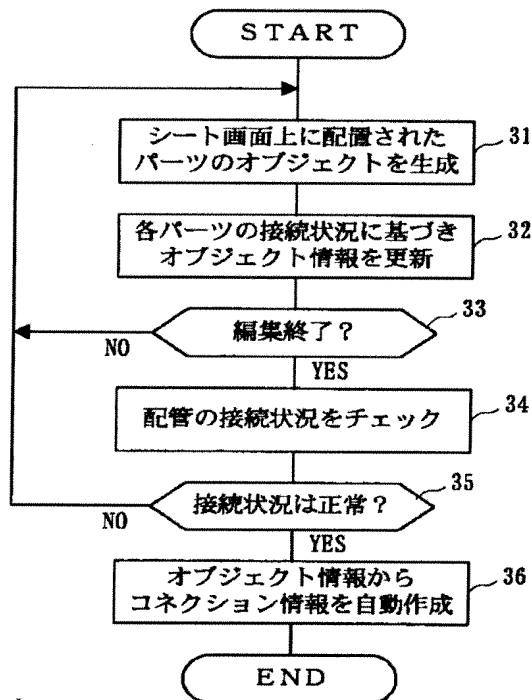 START
シート画面上に配置された
パーツのオブジェクトを生成
31
各パーツの接続状況に基づき
オブジェクト情報を更新
32
編集終了?
33
NO
YES
配管の接続状況をチェック
34
接続状況は正常?
35
NO
YES
オブジェクト情報から
コネクション情報を自動作成
36
END